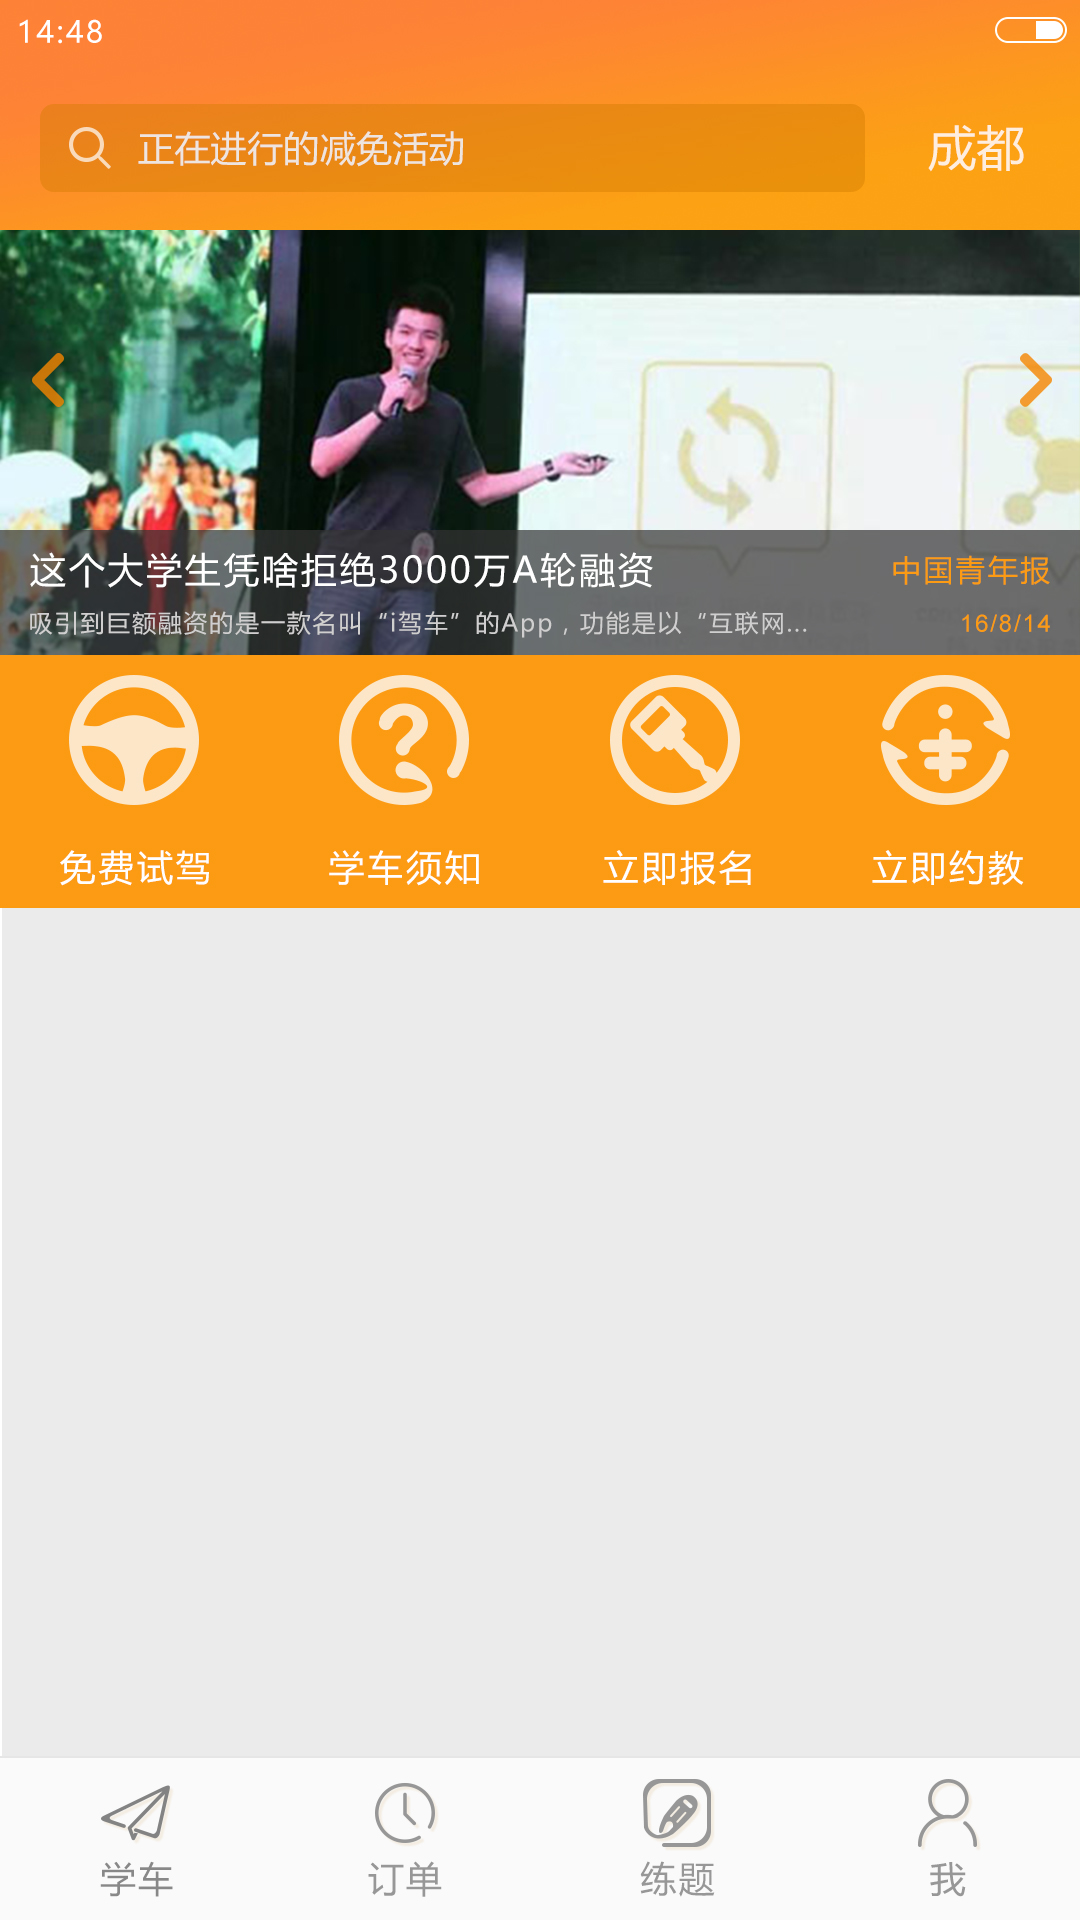 14:48
正在进行的减免活动
成都
这个大学生凭啥拒绝3000万A轮融资
中国青年报
吸引到巨额融资的是一款名叫“i驾车”的App，功能是以“互联网...
16/8/14
免费试驾
学车须知
立即报名
立即约教
学车
订单
练题
我